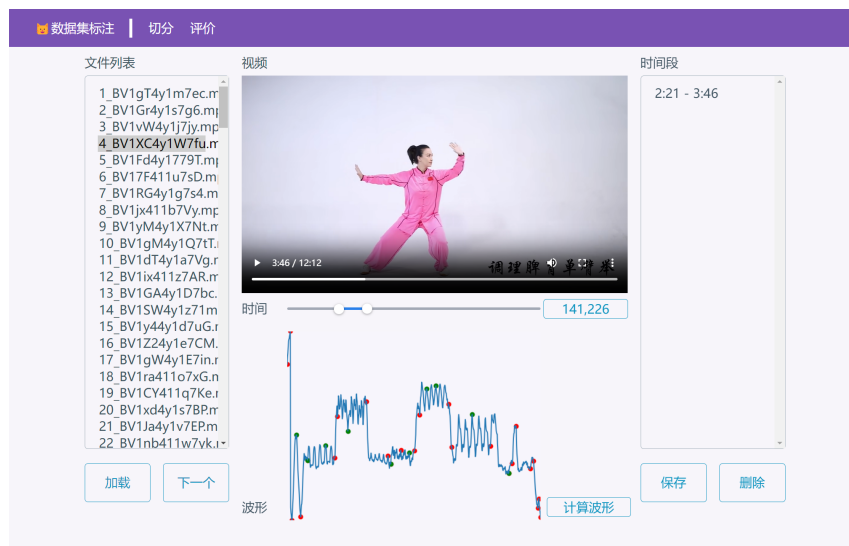 数据集标注 切分 评价
文件列表
1_BV1gT4y1m7ec.m
2_BV1Gr4y1s7g6.mp
3_BV1vW4y1j7jy.mp
4_BV1XC4y1W7fu.m
5_BV1Fd4y1779T.mp
6_BV17F411u7sD.mp
7_BV1RG4y1g7s4.m
8_BV1jx411b7Vy.mp
9_BV1yM4y1X7Nt.m
10_BV1gM4y1Q7tT.
11_BV1dT4y1a7Vg.m
12_BV1ix411z7AR.m
13_BV1GA4y1D7bc.
14_BV1SW4y1z71m
15_BV1y44y1d7uG.m
16_BV1Z24y1e7CM.
17_BV1gW4y1E7in.m
18_BV1ra411o7xG.m
19_BV1CY411q7Ke.m
20_BV1xd4y1s7BP.m
21_BV1Ja4y1v7EP.m
22_BV1nb411w7yk.m
加载 下一个
视频
调理脾胃单臂举
3:46 / 12:12
时间 141,226
波形 计算波形
时间段
2:21 - 3:46
保存 删除